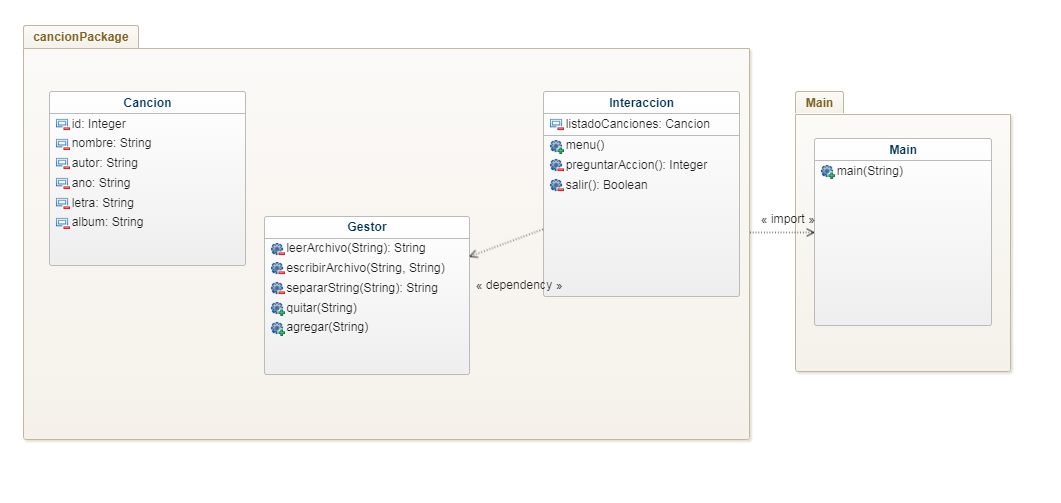 cancionPackage
Cancion
id: Integer
nombre: String
autor: String
ano: String
letra: String
album: String
Gestor
leerArchivo(String): String
escribirArchivo(String, String)
separarString(String): String
quitar(String)
agregar(String)
Interaccion
listadoCanciones: Cancion
menu()
preguntarAccion(): Integer
salir(): Boolean
« dependency »
« import »
Main
Main
main(String)